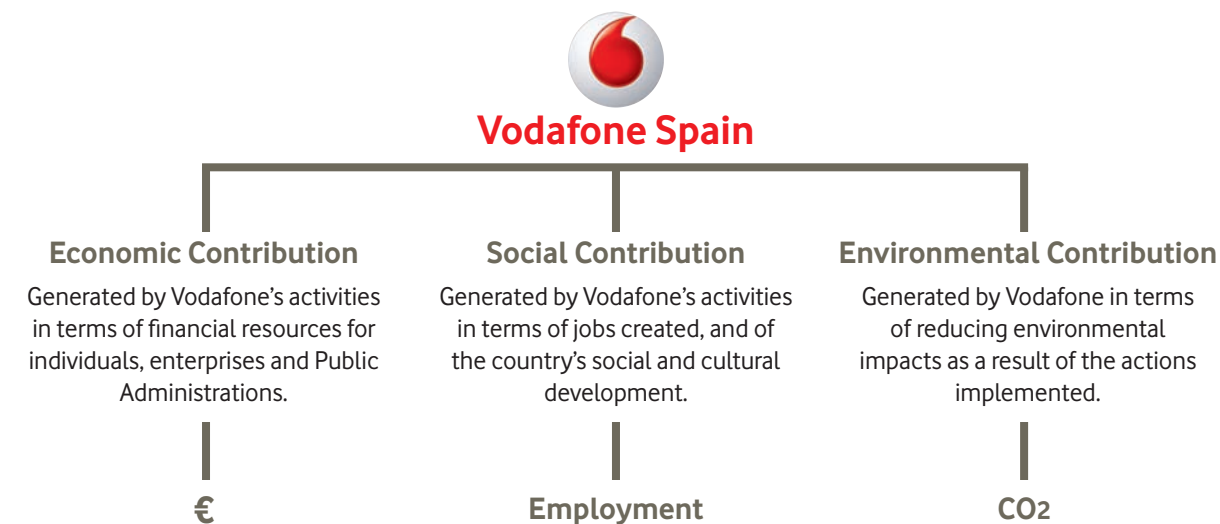 Vodafone Spain
Economic Contribution
Generated by Vodafone's activities
in terms of financial resources for
individuals, enterprises and Public
Administrations.
€
Social Contribution
Generated by Vodafone's activities
in terms of jobs created, and of
the country's social and cultural
development.
Employment
Environmental Contribution
Generated by Vodafone in terms
of reducing environmental
impacts as a result of the actions
implemented.
CO2